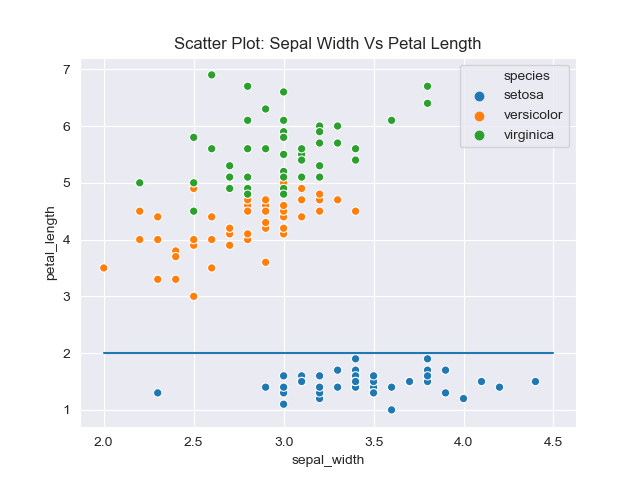 Scatter Plot: Sepal Width Vs Petal Length
species
setosa
versicolor
virginica
petal_length
7
6
5
4
3
2
1
2.0 2.5 3.0 3.5 4.0 4.5
sepal_width